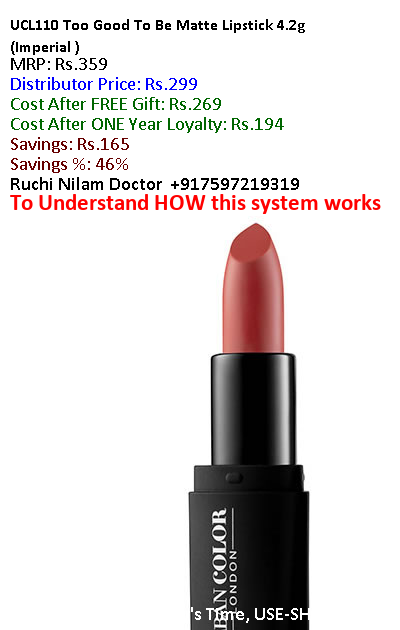 UCL110 Too Good To Be Matte Lipstick 4.2g
(Imperial )
MRP: Rs.359
Distributor Price: Rs.299
Cost After FREE Gift: Rs.269
Cost After ONE Year Loyalty: Rs.194
Savings: Rs.165
Savings %: 46%
Ruchi Nilam Doctor +917597219319
To Understand HOW this system works
BAN COLOR
LONDON
's Time, USE-SH